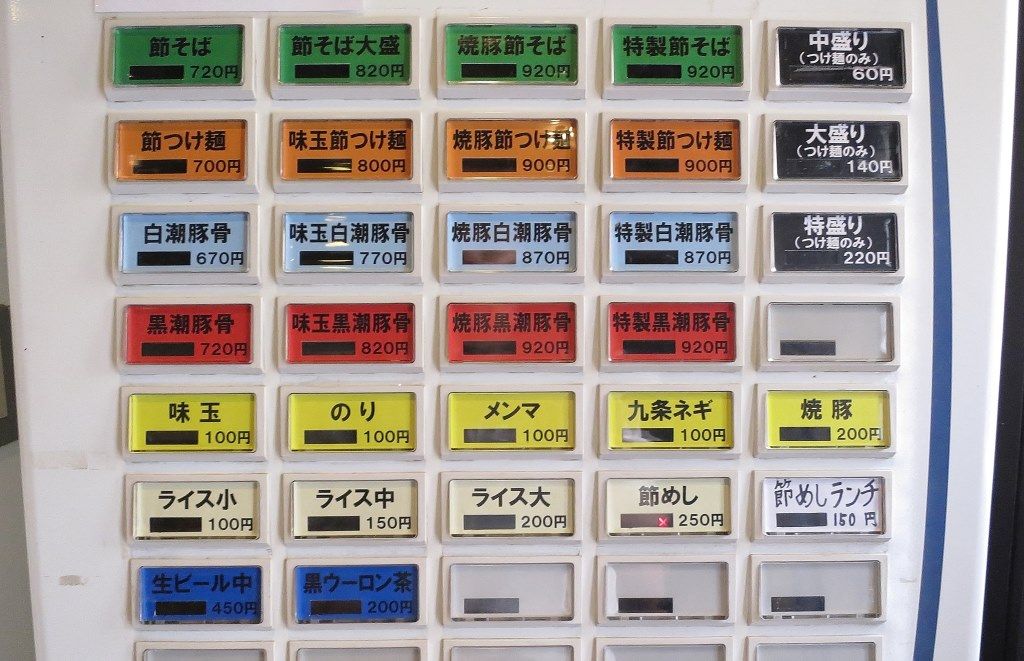 節そば
720円
節そば大盛
820円
焼豚節そば
920円
特製節そば
920円
中盛り
(つけ麺のみ)
60円
節つけ麺
700円
味玉節つけ麺
800円
焼豚節つけ麺
900円
特製節つけ麺
900円
大盛り
(つけ麺のみ)
140円
白潮豚骨
670円
味玉白潮豚骨
770円
焼豚白潮豚骨
870円
特製白潮豚骨
870円
特盛り
(つけ麺のみ)
220円
黒潮豚骨
720円
味玉黒潮豚骨
820円
焼豚黒潮豚骨
920円
特製黒潮豚骨
920円
味玉
100円
のり
100円
メンマ
100円
九条ネギ
100円
焼豚
200円
ライス小
100円
ライス中
150円
ライス大
200円
節めし
250円
節めしランチ
150円
生ビール中
450円
黒ウーロン茶
200円